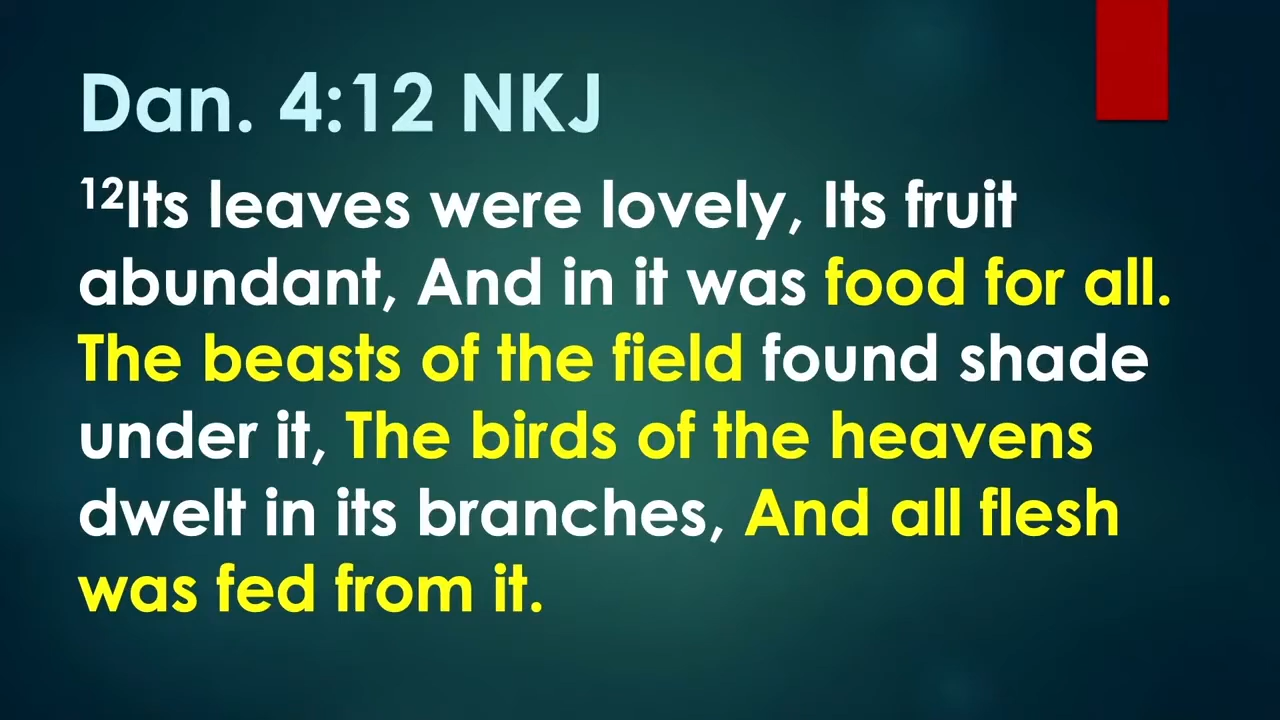 Dan. 4:12 NKJ
12Its leaves were lovely, Its fruit
abundant, And in it was food for all.
The beasts of the field found shade
under it, The birds of the heavens
dwelt in its branches, And all flesh
was fed from it.